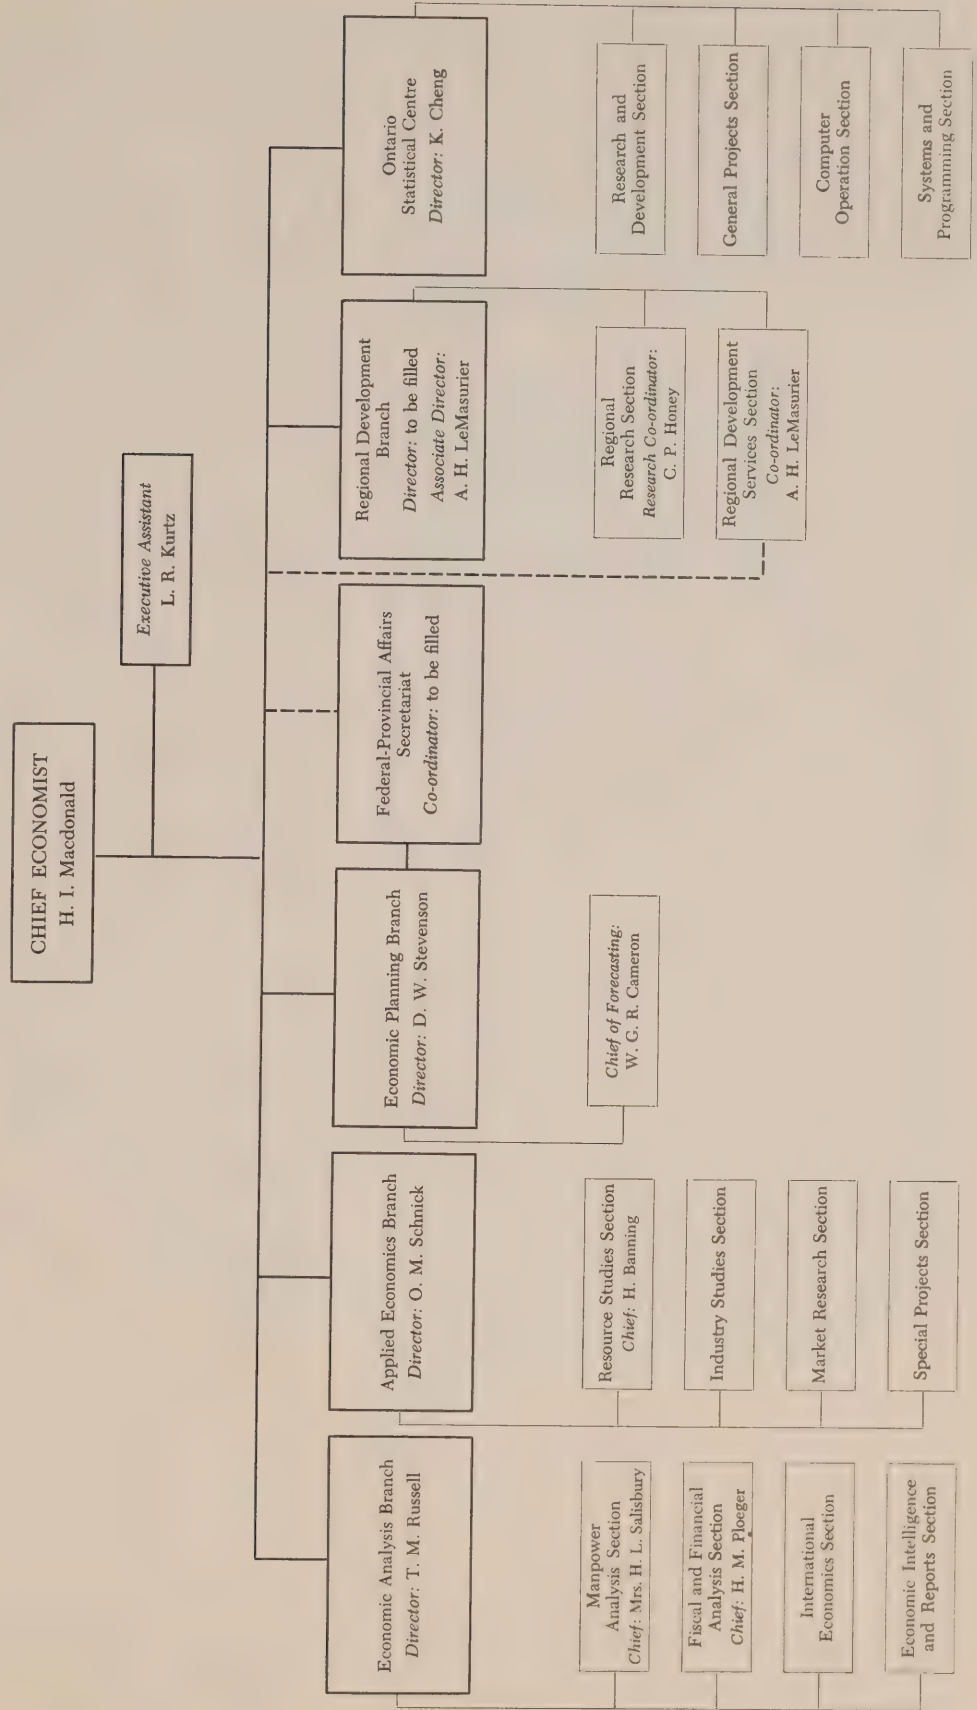 CHIEF ECONOMIST
H. I. Macdonald
Executive Assistant
L. R. Kurtz
Economic Analysis Branch
Director: T. M. Russell
Manpower
Analysis Section
Chief: Mrs. H. L. Salisbury
Fiscal and Financial
Analysis Section
Chief: H. M. Ploeger
International
Economics Section
Economic Intelligence
and Reports Section
Applied Economics Branch
Director: O. M. Schnick
Resource Studies Section
Chief: H. Banning
Industry Studies Section
Market Research Section
Special Projects Section
Economic Planning Branch
Director: D. W. Stevenson
Chief of Forecasting:
W. G. R. Cameron
Federal-Provincial Affairs
Secretariat
Co-ordinator: to be filled
Regional Development
Branch
Director: to be filled
Associate Director:
A. H. LeMasurier
Regional
Research Section
Research Co-ordinator:
C. P. Honey
Regional Development
Services Section
Co-ordinator:
A. H. LeMasurier
Ontario
Statistical Centre
Director: K. Cheng
Research and
Development Section
General Projects Section
Computer
Operation Section
Systems and
Programming Section